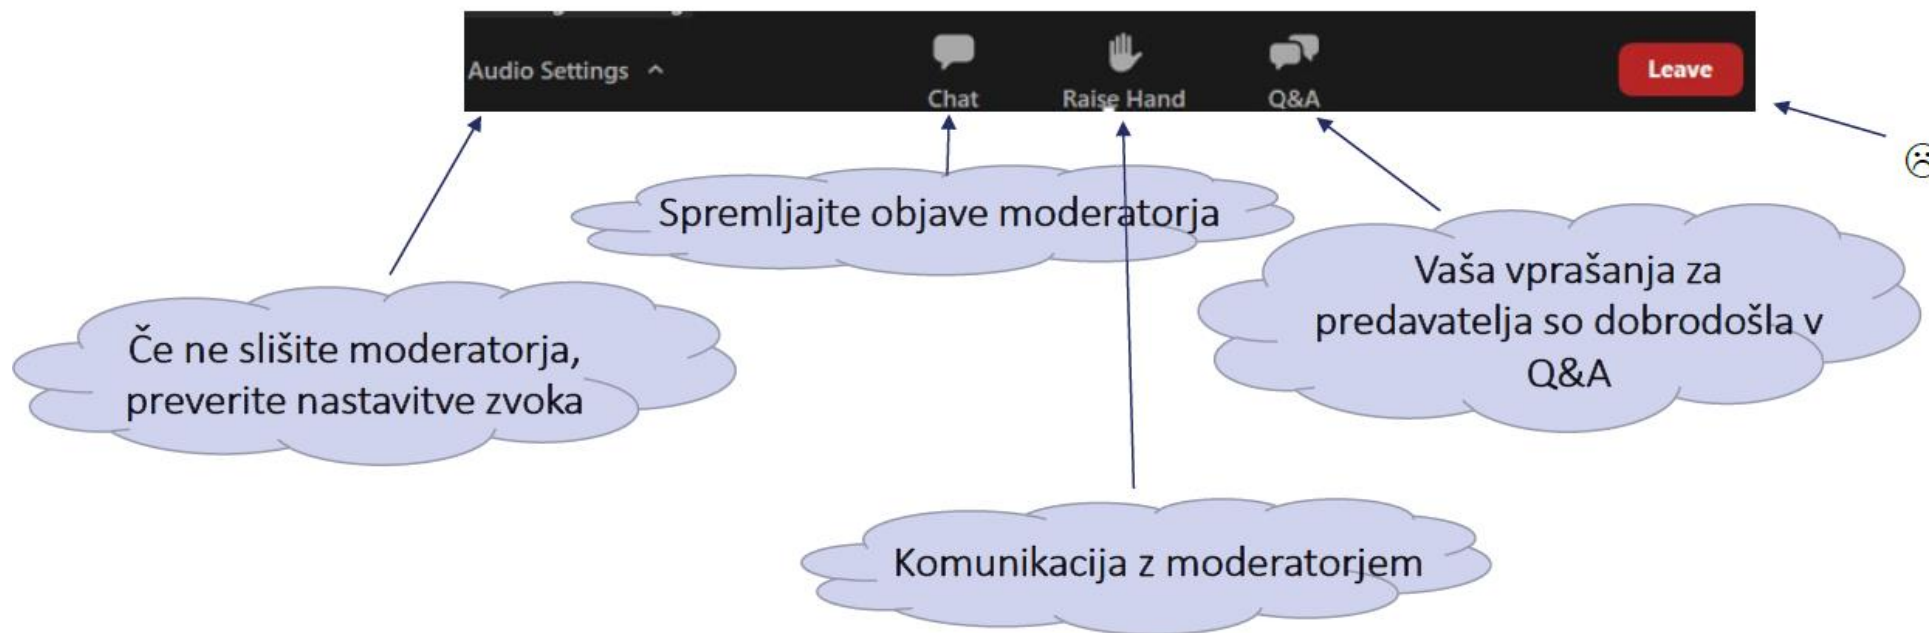 Audio Settings
Chat
Raise Hand
Q&A
Leave
Spremljajte objave moderatorja
Vaša vprašanja za
predavatelja so dobrodošla v
Q&A
Če ne slišite moderatorja,
preverite nastavitve zvoka
Komunikacija z moderatorjem